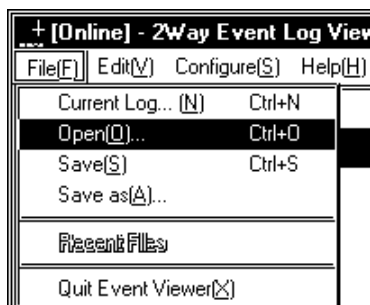 [Online] - 2Way Event Log View
File(F) Edit(V) Configure(S) Help(H)
Current Log... (N) Ctrl+N
Open(O)... Ctrl+O
Save(S) Ctrl+S
Save as(A)...
Recent Files
Quit Event Viewer(X)